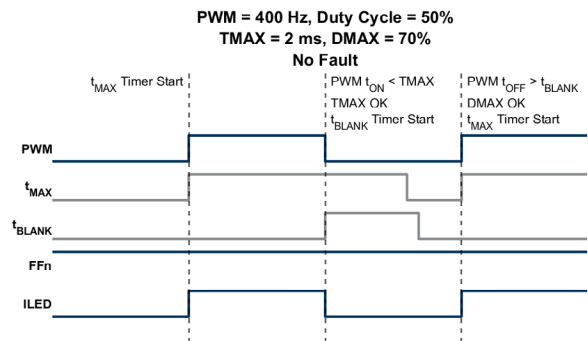 PWM = 400 Hz, Duty Cycle = 50%
TMAX = 2 ms, DMAX = 70%
No Fault
tMAX Timer Start
PWM tON < TMAX
TMAX OK
tBLANK Timer Start
PWM tOFF > tBLANK
DMAX OK
tMAX Timer Start
PWM
tMAX
tBLANK
FFn
ILED